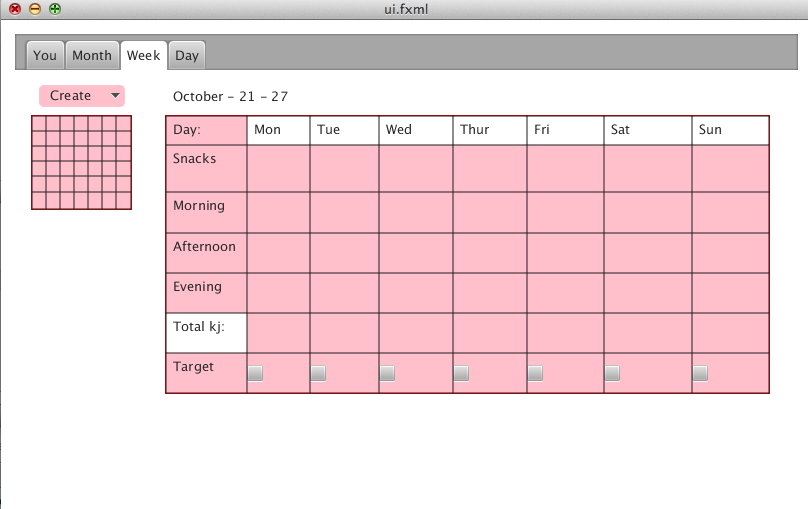 ui.fxml
You Month Week Day
Create
October - 21 - 27
Day: Mon Tue Wed Thur Fri Sat Sun
Snacks
Morning
Afternoon
Evening
Total kj:
Target